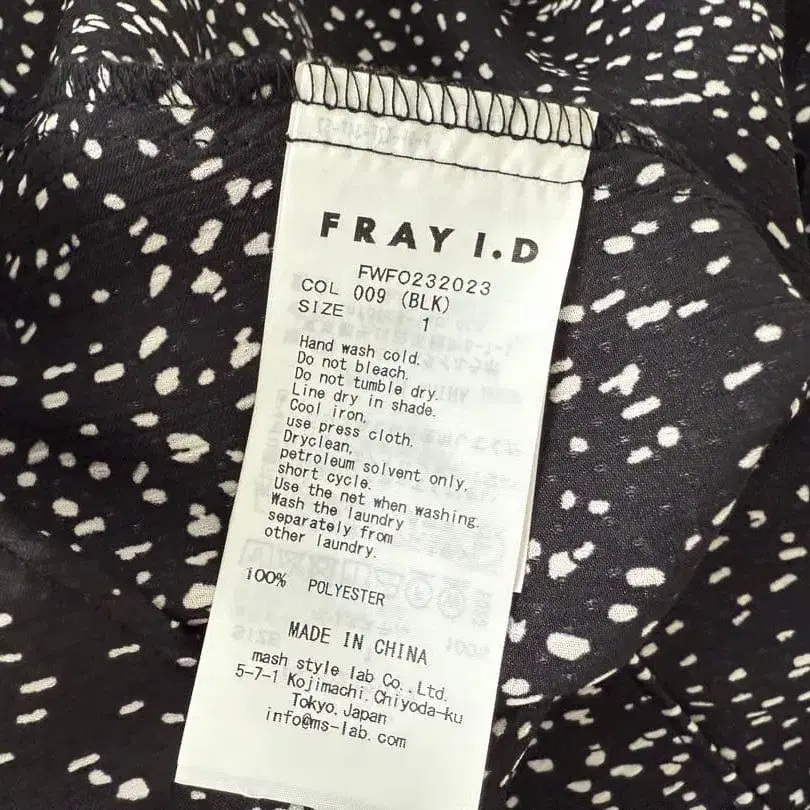 FRAY I.D
FWFO232023
COL 009 (BLK)
SIZE 1
Hand wash cold.
Do not bleach.
Do not tumble dry.
Line dry in shade.
Cool iron,
use press cloth.
Dryclean,
petroleum solvent only,
short cycle.
Use the net when washing.
Wash the laundry
separately from
other laundry.
100% POLYESTER
MADE IN CHINA
mash style lab Co.,Ltd.
5-7-1 Kojimachi,Chiyoda-ku
Tokyo,Japan
info@ms-lab.com